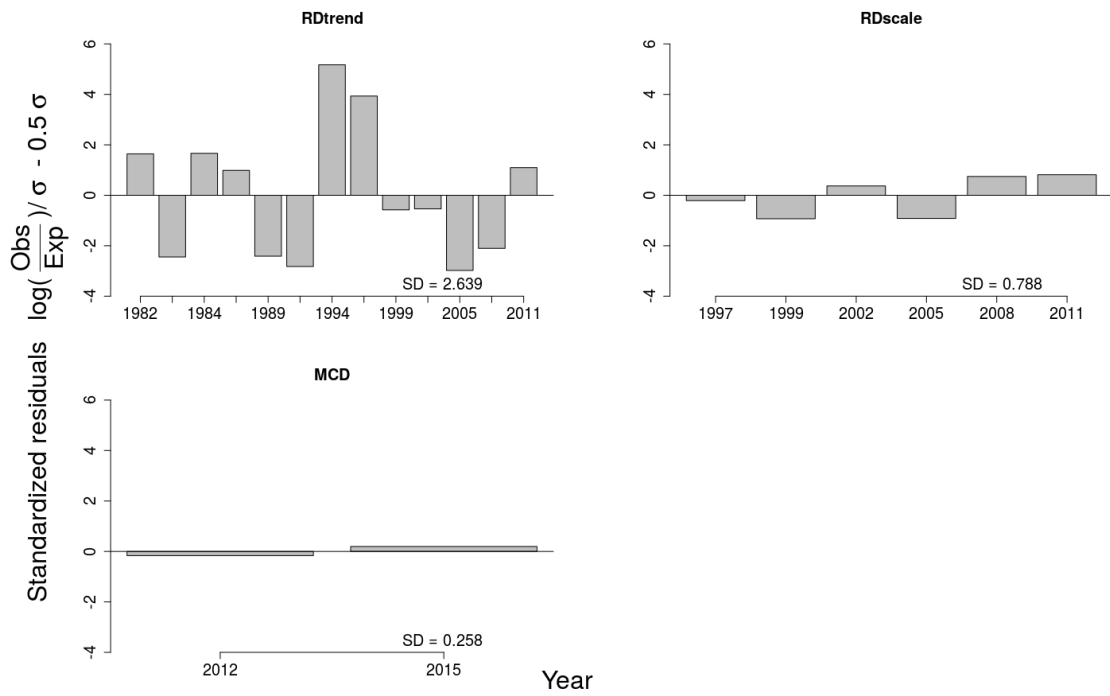 RDtrend
6
4
2
0
-2
-4
SD = 2.639
1982 1984 1989 1994 1999 2005 2011
RDscale
6
4
2
0
-2
-4
SD = 0.788
1997 1999 2002 2005 2008 2011
MCD
6
4
2
0
-2
-4
SD = 0.258
2012 2015
Standardized residuals log(Obs/Exp)/ σ - 0.5 σ
Year